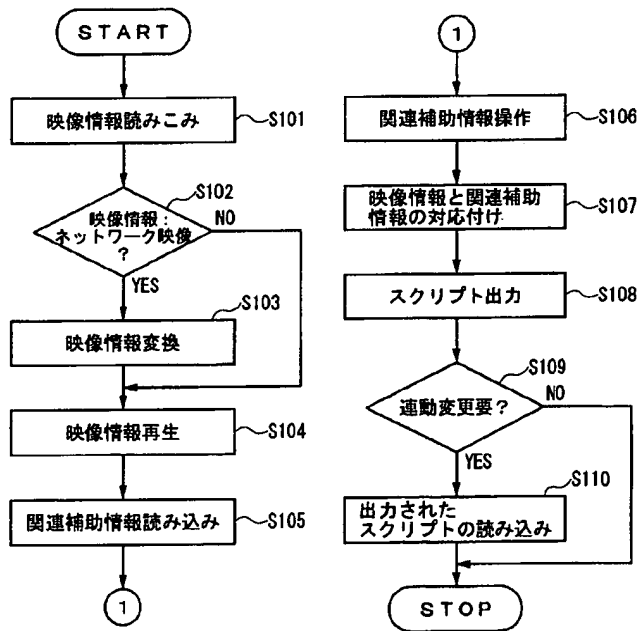 START
映像情報読みこみ
S101
S102
映像情報：
ネットワーク映像
？
NO
YES
S103
映像情報変換
映像情報再生
S104
関連補助情報読み込み
S105
1
1
関連補助情報操作
S106
映像情報と関連補助
情報の対応付け
S107
スクリプト出力
S108
S109
連動変更要？
NO
YES
S110
出力された
スクリプトの読み込み
STOP